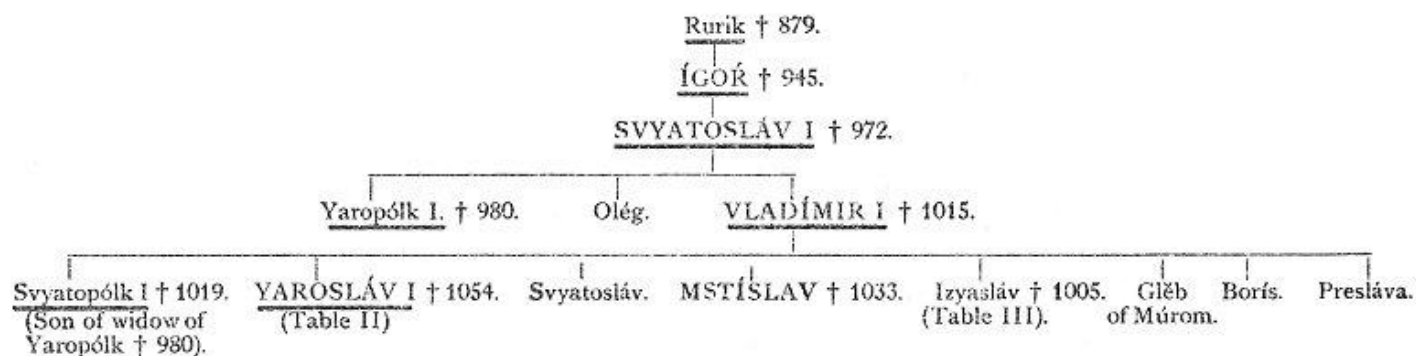 Rurik † 879.
ÍGOŔ † 945.
SVYATOSLÁV I † 972.
Yaropólk I. † 980. Olég. VLADÍMIR I † 1015.
Svyatopólk I † 1019. YAROSLÁV I † 1054. Svyatosláv. MSTÍSLAV † 1033. Izyasláv † 1005. Glěb Borís. Presláva.
(Son of widow of (Table II) (Table III). of Múrom.
Yaropólk † 980).